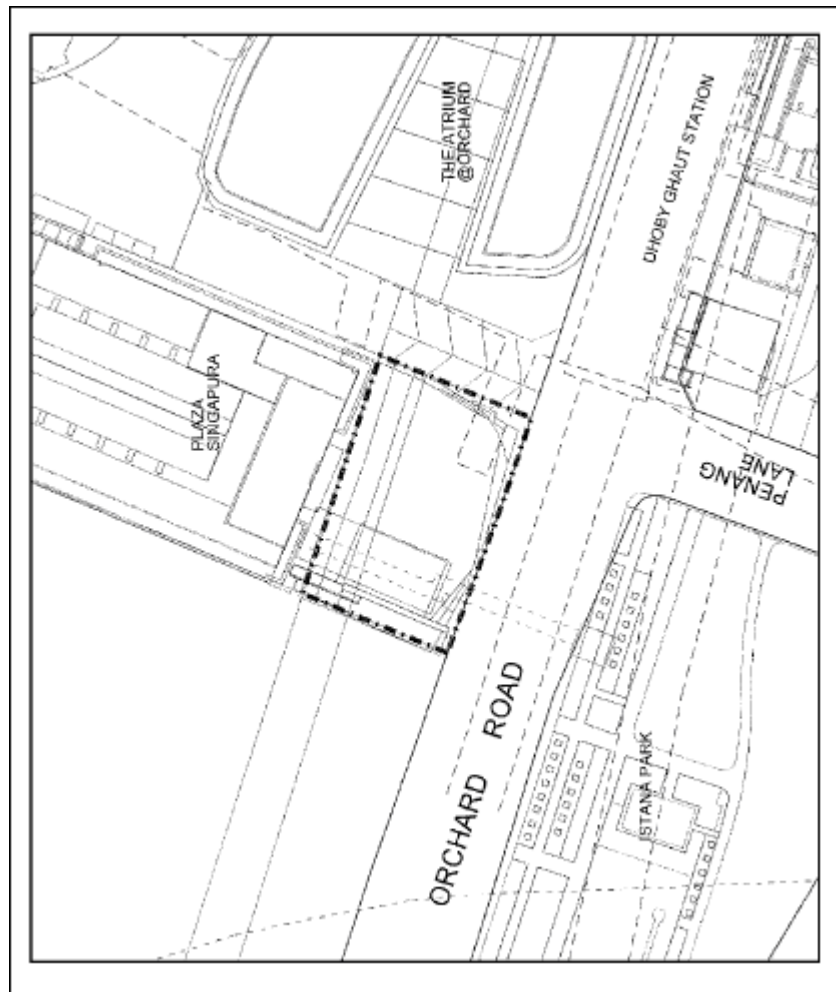 THE ATRIUM
@ORCHARD
DHOBY GHAUT STATION
PLAZA
SINGAPURA
PENANG
LANE
ORCHARD ROAD
ISTANA PARK